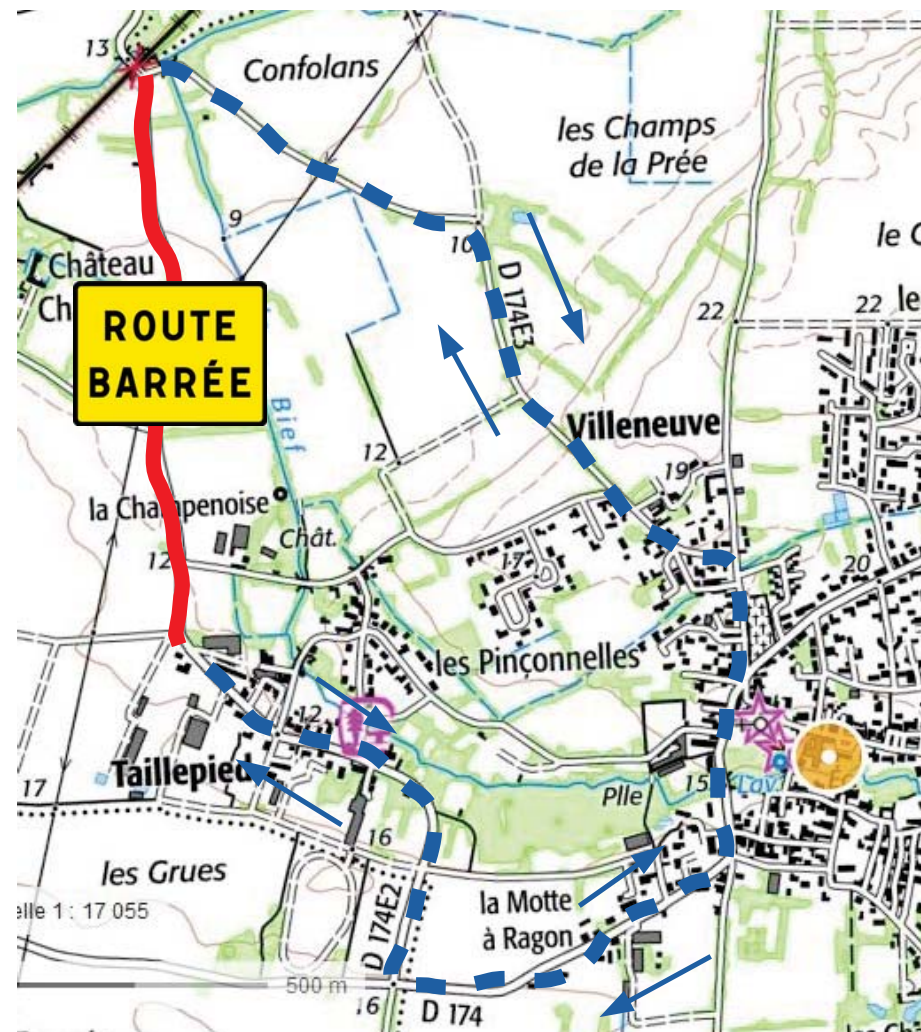 13
Confolans
les Champs
de la Prée
9
10
D 174E3
le
Château
Ch
ROUTE
BARRÉE
22
22
le
Bief
Villeneuve
12
19
la Champenoise
Chât.
17
12
20
les Pinçonnelles
12
Taillepied
17
Plle
15
Lav.
16
les Grues
elle 1 : 17 055
la Motte
à Ragon
D 174E2
500 m
16
D 174